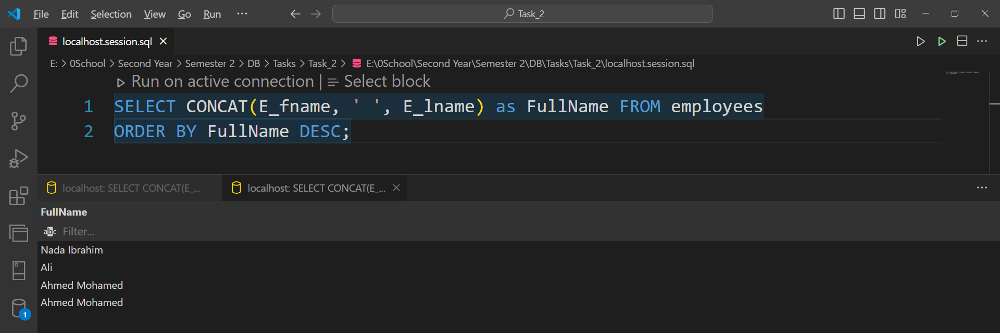 File Edit Selection View Go Run ··· Task_2
localhost.session.sql
E: > 0School > Second Year > Semester 2 > DB > Tasks > Task_2 > E:\0School\Second Year\Semester 2\DB\Tasks\Task_2\localhost.session.sql
Run on active connection | Select block
1 SELECT CONCAT(E_fname, ' ', E_lname) as FullName FROM employees
2 ORDER BY FullName DESC;
localhost: SELECT CONCAT(E_... localhost: SELECT CONCAT(E_...
FullName
abc Filter...
Nada Ibrahim
Ali
Ahmed Mohamed
Ahmed Mohamed
1